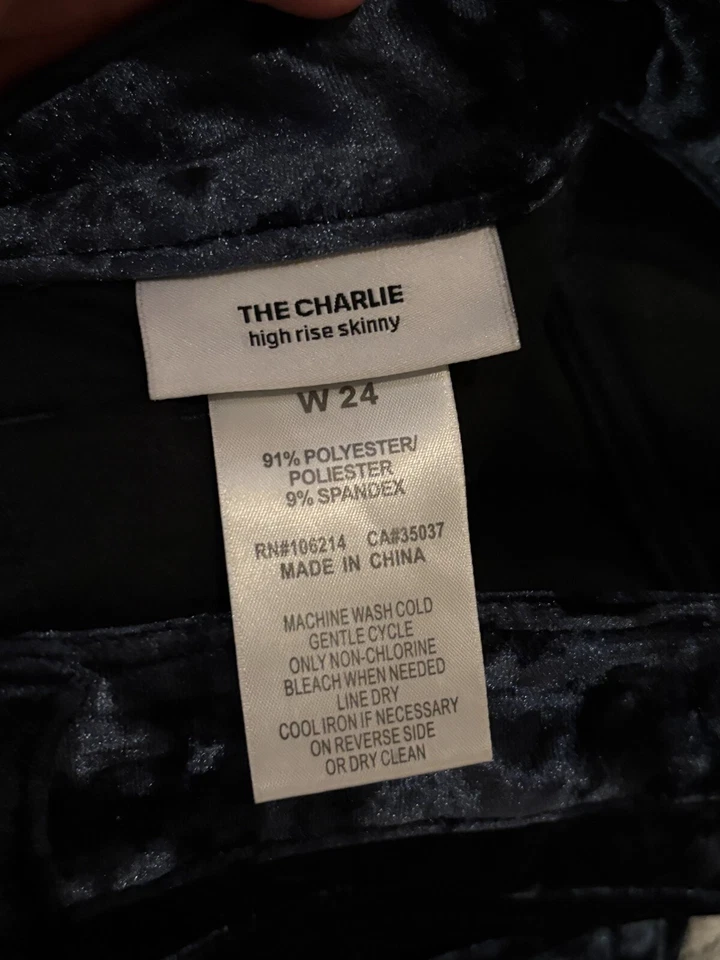 THE CHARLIE
high rise skinny
W 24
91% POLYESTER/
POLIESTER
9% SPANDEX
RN#106214 CA#35037
MADE IN CHINA
MACHINE WASH COLD
GENTLE CYCLE
ONLY NON-CHLORINE
BLEACH WHEN NEEDED
LINE DRY
COOL IRON IF NECESSARY
ON REVERSE SIDE
OR DRY CLEAN